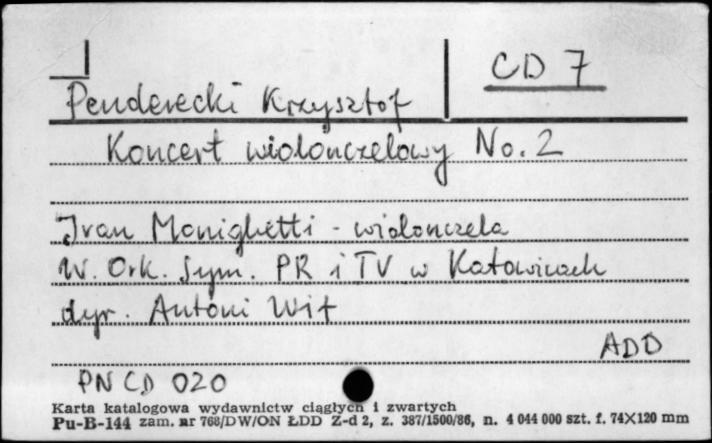 CD 7
Penderecki Krzysztof
Koncert wiolonczelowy No. 2
Ivan Monighetti - wiolonczela
W. Ork. Sym. PR i TV w Katowicach
dyr. Antoni Wit
ADD
PN CD 020
Karta katalogowa wydawnictw ciągłych i zwartych
Pu-B-144 zam. nr 768/DW/ON ŁDD Z-d 2, z. 387/1500/86, n. 4 044 000 szt. f. 74X120 mm